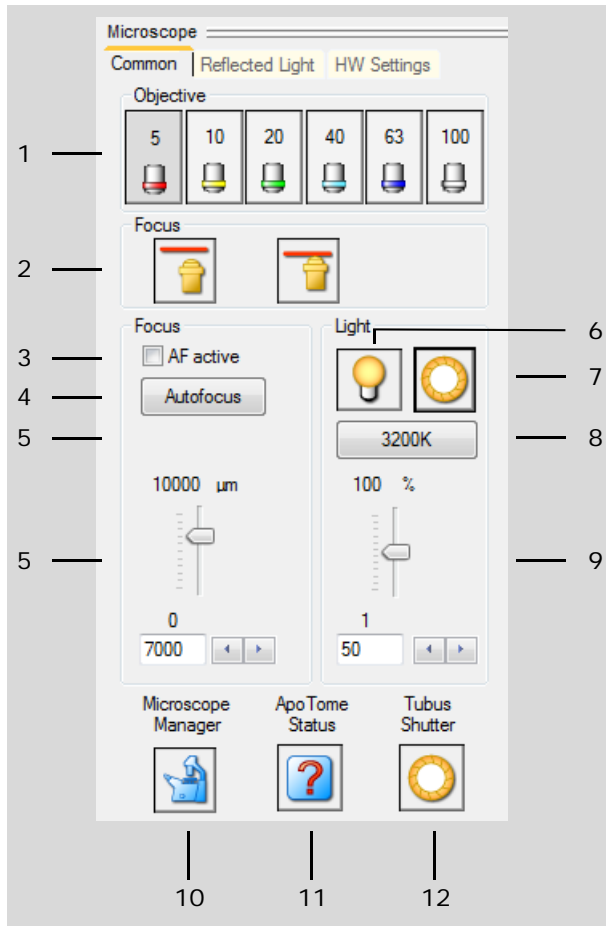 Microscope
Common Reflected Light HW Settings
Objective
5 10 20 40 63 100
1
Focus
2
Focus Light
6
3 AF active
7
4 Autofocus
5 3200K 8
10000 µm 100 %
5 9
0 1
7000 50
Microscope Manager
ApoTome Status
Tubus Shutter
?
10 11 12